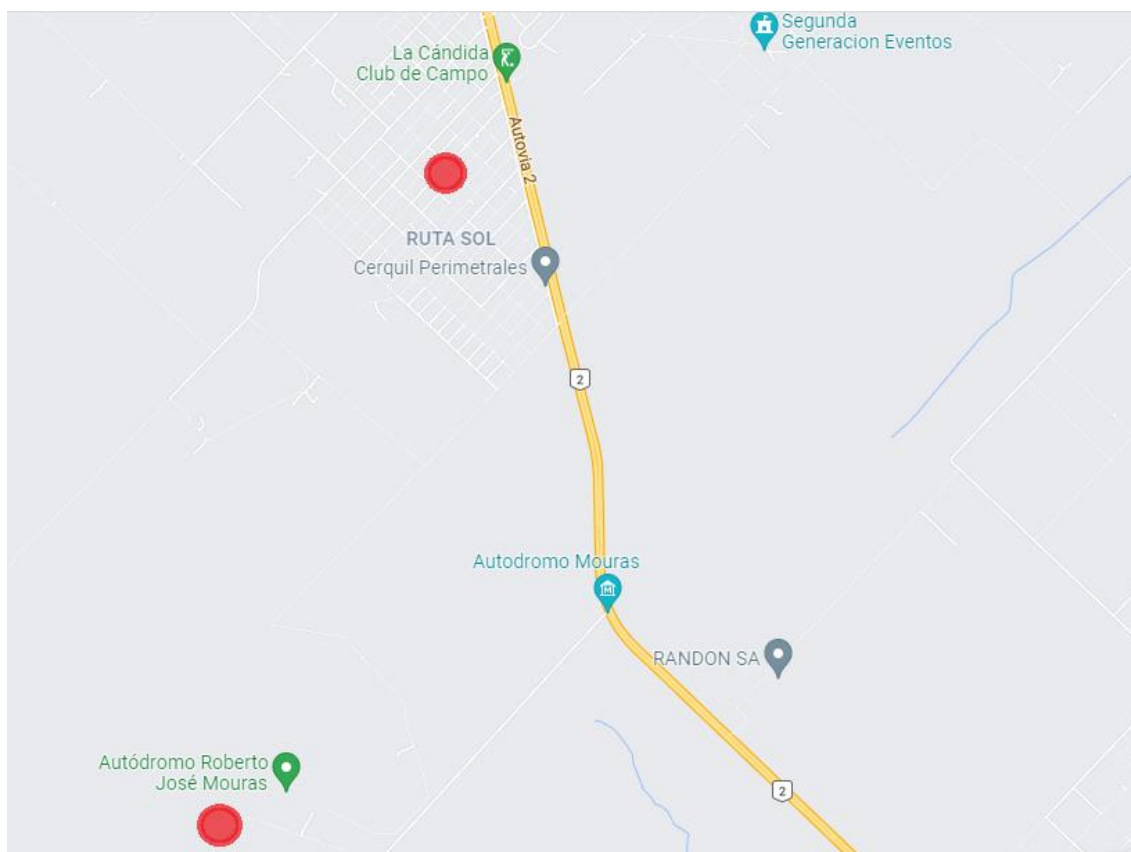 Segunda
Generacion Eventos
La Cándida
Club de Campo
Autovia 2
RUTA SOL
Cerquil Perimetrales
2
Autodromo Mouras
RANDON SA
Autódromo Roberto
José Mouras
2